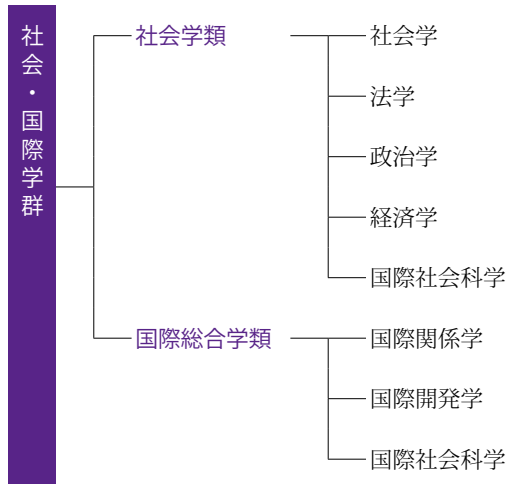 社会・国際学群
社会学類
社会学
法学
政治学
経済学
国際社会科学
国際総合学類
国際関係学
国際開発学
国際社会科学